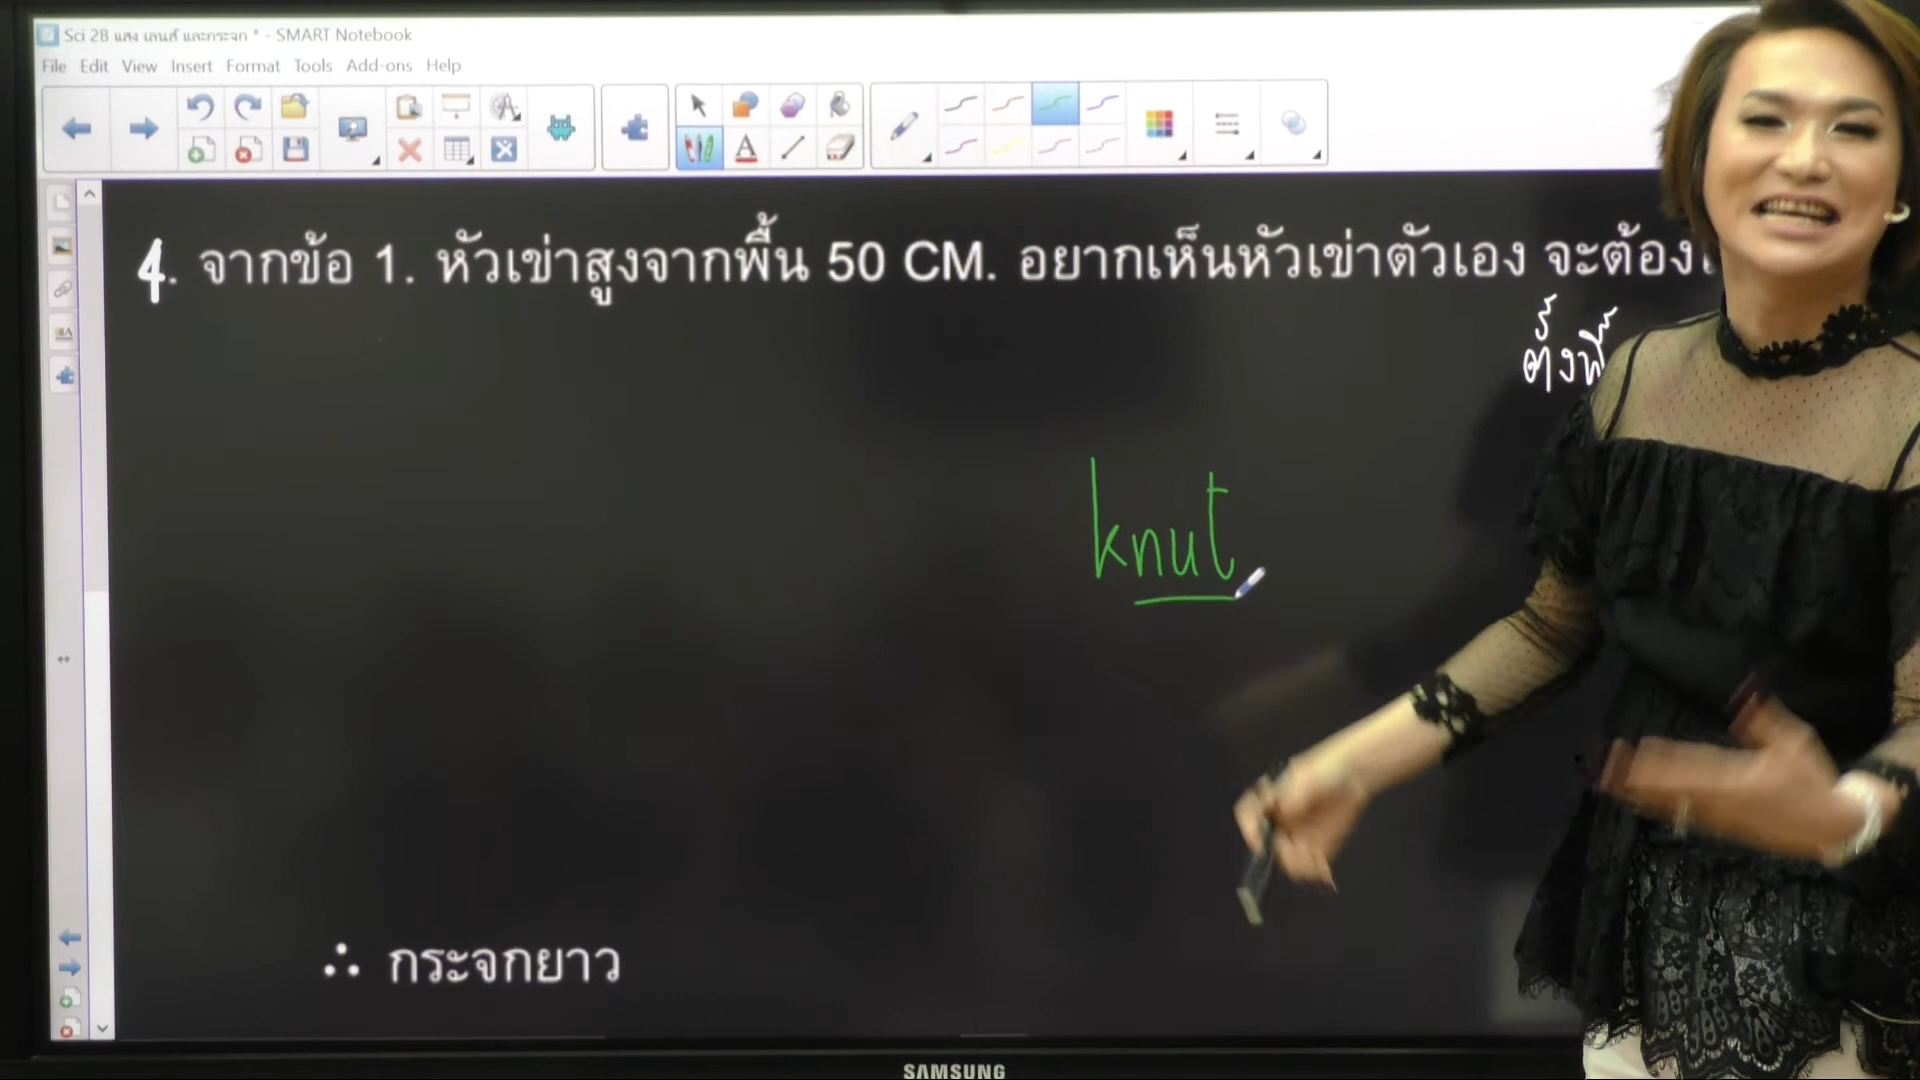 Sci 2B แสง เลนส์ และกระจก * - SMART Notebook
File Edit View Insert Format Tools Add-ons Help
4. จากข้อ 1. หัวเข่าสูงจากพื้น 50 CM. อยากเห็นหัวเข่าตัวเอง จะต้อง
knut
∴ กระจกยาว
SAMSUNG